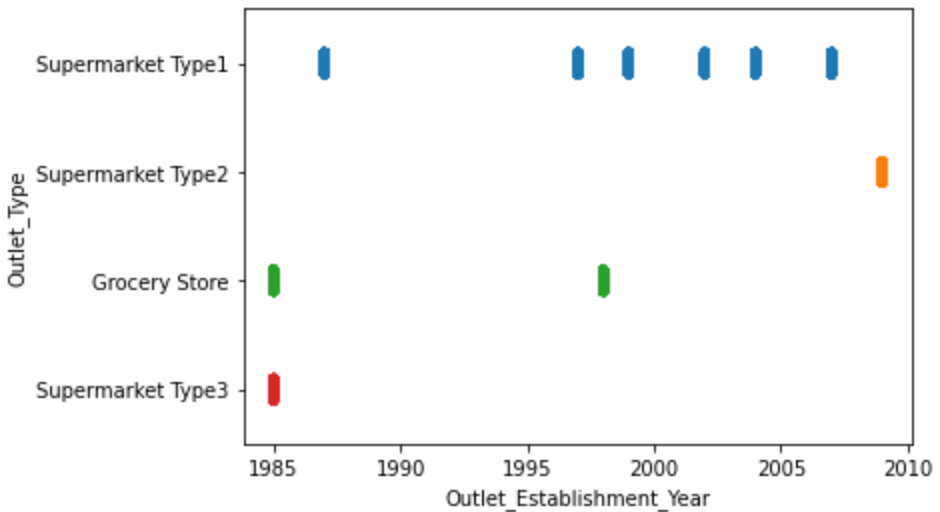 Supermarket Type1
Supermarket Type2
Grocery Store
Supermarket Type3
Outlet_Type
1985 1990 1995 2000 2005 2010
Outlet_Establishment_Year